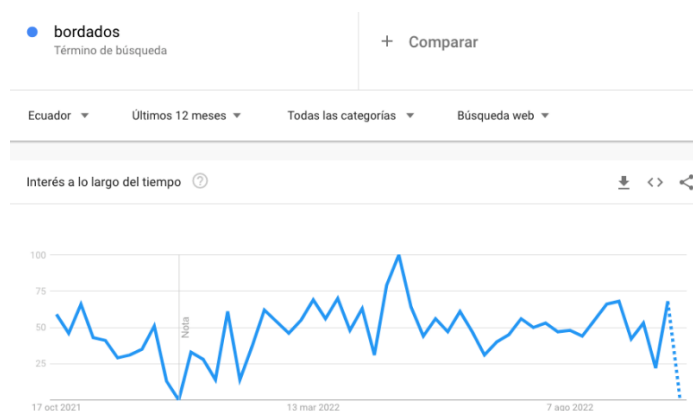 bordados
Término de búsqueda
+ Comparar
Ecuador Últimos 12 meses Todas las categorías Búsqueda web
Interés a lo largo del tiempo ?
100
75
50
25
Nota
17 oct 2021 13 mar 2022 7 ago 2022